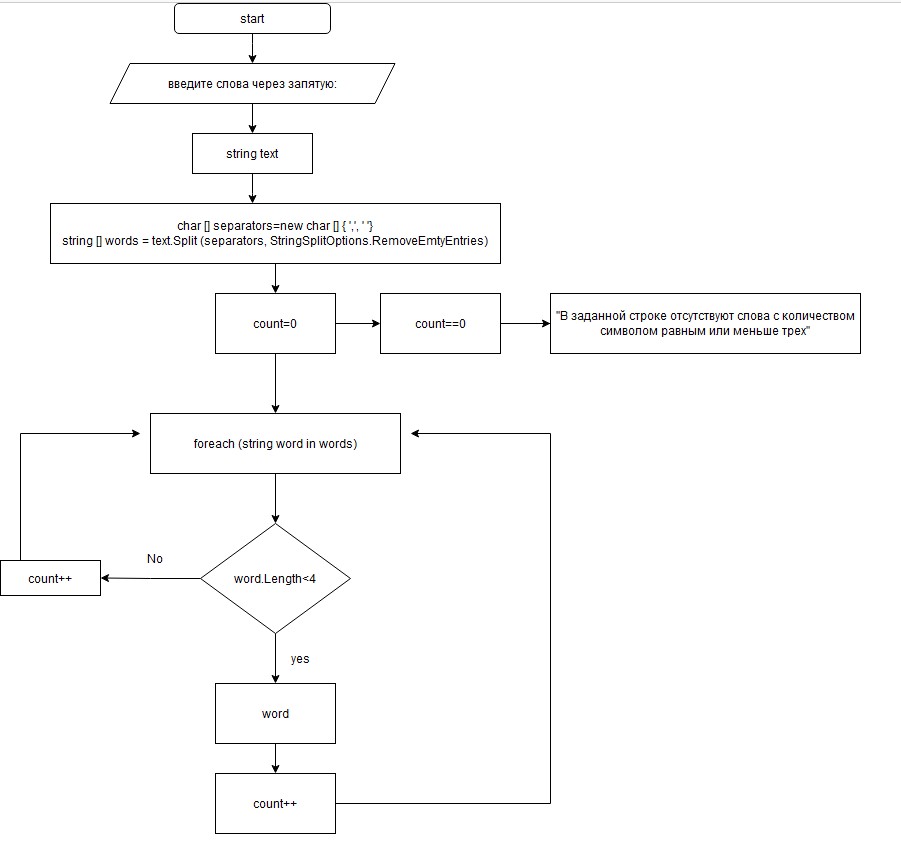 start
введите слова через запятую:
string text
char [] separators=new char [] { ',', ' '}
string [] words = text.Split (separators, StringSplitOptions.RemoveEmtyEntries)
count=0
count==0
"В заданной строке отсутствуют слова с количеством
символом равным или меньше трех"
foreach (string word in words)
No
count++
word.Length<4
yes
word
count++